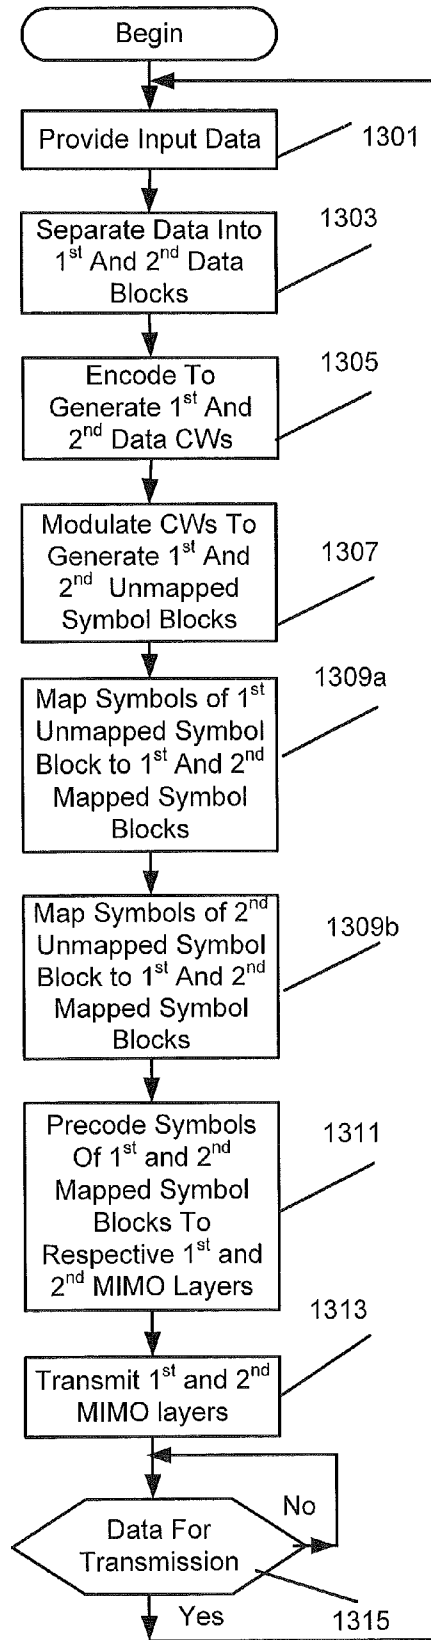 Begin
Provide Input Data
1301
Separate Data Into
1st And 2nd Data
Blocks
1303
Encode To
Generate 1st And
2nd Data CWs
1305
Modulate CWs To
Generate 1st And
2nd Unmapped
Symbol Blocks
1307
Map Symbols of 1st
Unmapped Symbol
Block to 1st And 2nd
Mapped Symbol
Blocks
1309a
Map Symbols of 2nd
Unmapped Symbol
Block to 1st And 2nd
Mapped Symbol
Blocks
1309b
Precode Symbols
Of 1st and 2nd
Mapped Symbol
Blocks To
Respective 1st and
2nd MIMO Layers
1311
Transmit 1st and 2nd
MIMO layers
1313
No
Data For
Transmission
Yes
1315